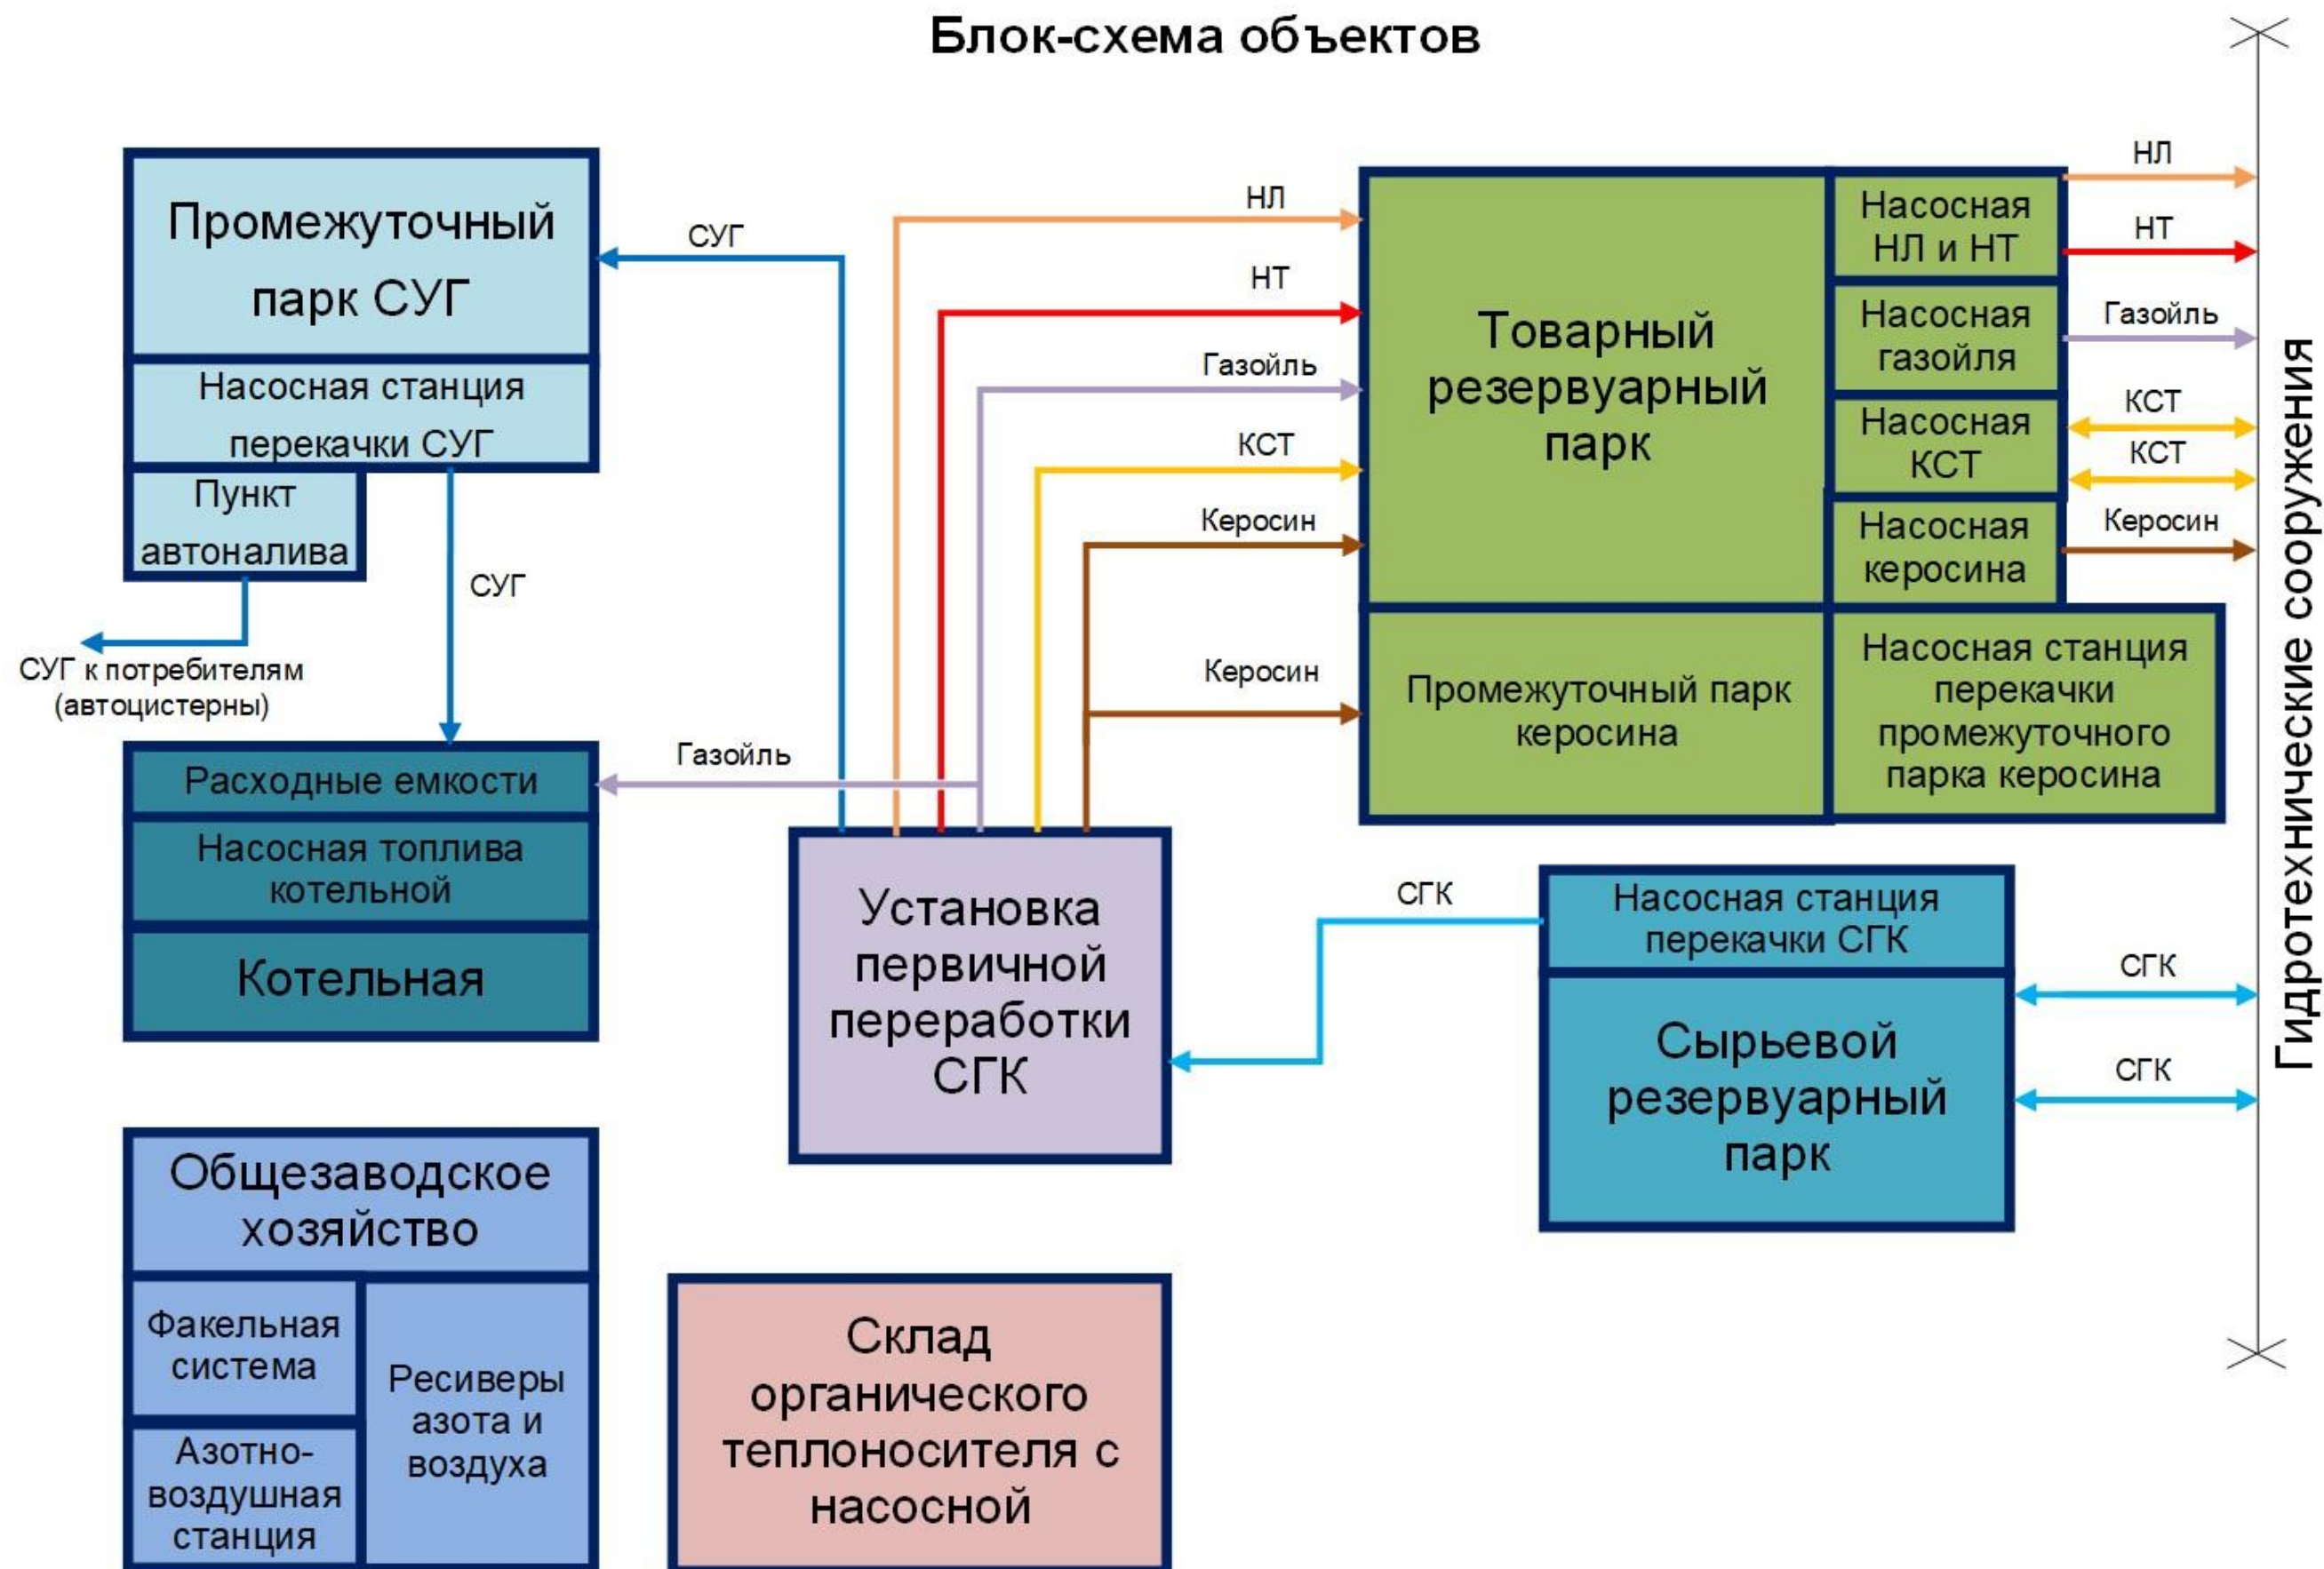 Блок-схема объектов
Промежуточный
парк СУГ
Насосная станция
перекачки СУГ
Пункт
автоналива
СУГ
СУГ
СУГ к потребителям
(автоцистерны)
Расходные емкости
Насосная топлива
котельной
Котельная
Газойль
Общезаводское
хозяйство
Факельная
система
Азотно-
воздушная
станция
Ресиверы
азота и
воздуха
Установка
первичной
переработки
СГК
Склад
органического
теплоносителя с
насосной
НЛ
НТ
Газойль
КСТ
Керосин
Керосин
Товарный
резервуарный
парк
Насосная
НЛ и НТ
Насосная
газойля
Насосная
КСТ
Насосная
керосина
Промежуточный парк
керосина
Насосная станция
перекачки
промежуточного
парка керосина
НЛ
НТ
Газойль
КСТ
КСТ
Керосин
СГК
Насосная станция
перекачки СГК
Сырьевой
резервуарный
парк
СГК
СГК
Гидротехнические сооружения